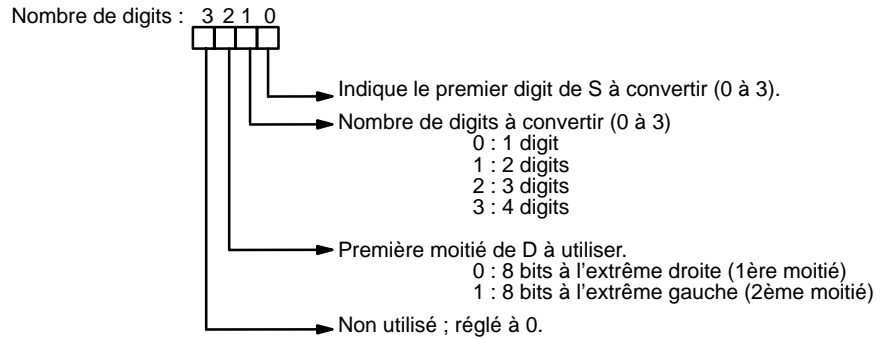 Nombre de digits : 3 2 1 0
Indique le premier digit de S à convertir (0 à 3).
Nombre de digits à convertir (0 à 3)
0 : 1 digit
1 : 2 digits
2 : 3 digits
3 : 4 digits
Première moitié de D à utiliser.
0 : 8 bits à l'extrême droite (1ère moitié)
1 : 8 bits à l'extrême gauche (2ème moitié)
Non utilisé ; réglé à 0.